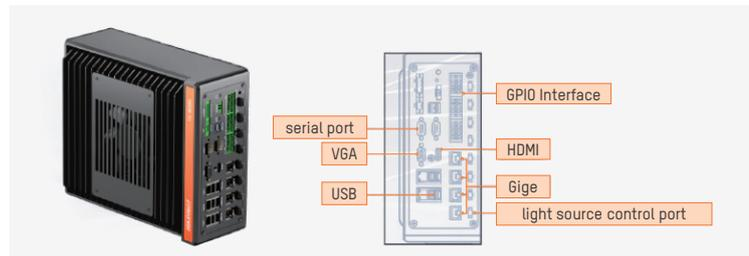 GPIO Interface
serial port
VGA
HDMI
USB
Gige
light source control port